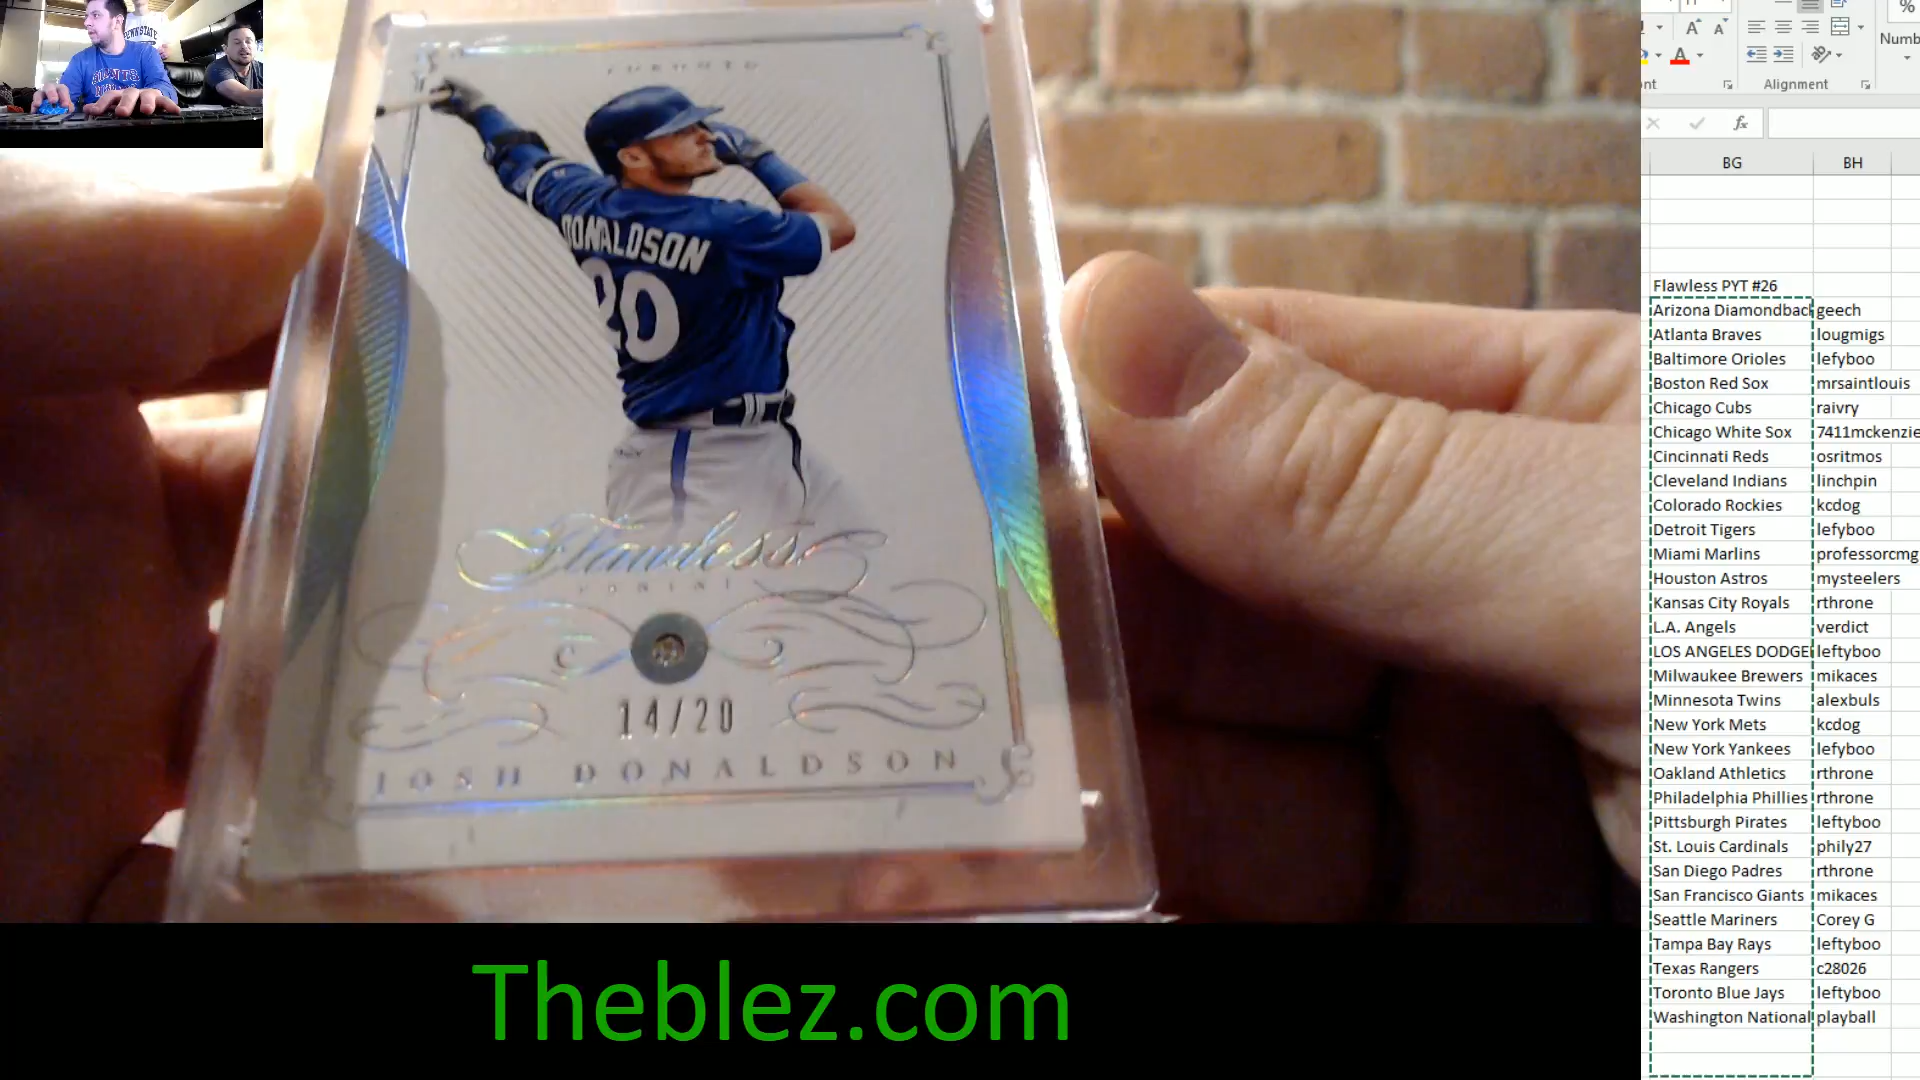 PENN STATE
TORONTO
DONALDSON
20
Flawless
PANINI
14/20
JOSH DONALDSON
Theblez.com
%
Numb
nt
Alignment
fx
BG BH
Flawless PYT #26
Arizona Diamondback geech
Atlanta Braves lougmigs
Baltimore Orioles lefyboo
Boston Red Sox mrsaintlouis
Chicago Cubs raivry
Chicago White Sox 7411mckenzie
Cincinnati Reds osritmos
Cleveland Indians linchpin
Colorado Rockies kcdog
Detroit Tigers lefyboo
Miami Marlins professorcmg
Houston Astros mysteelers
Kansas City Royals rthrone
L.A. Angels verdict
LOS ANGELES DODGE leftyboo
Milwaukee Brewers mikaces
Minnesota Twins alexbuls
New York Mets kcdog
New York Yankees lefyboo
Oakland Athletics rthrone
Philadelphia Phillies rthrone
Pittsburgh Pirates leftyboo
St. Louis Cardinals phily27
San Diego Padres rthrone
San Francisco Giants mikaces
Seattle Mariners Corey G
Tampa Bay Rays leftyboo
Texas Rangers c28026
Toronto Blue Jays leftyboo
Washington National playball